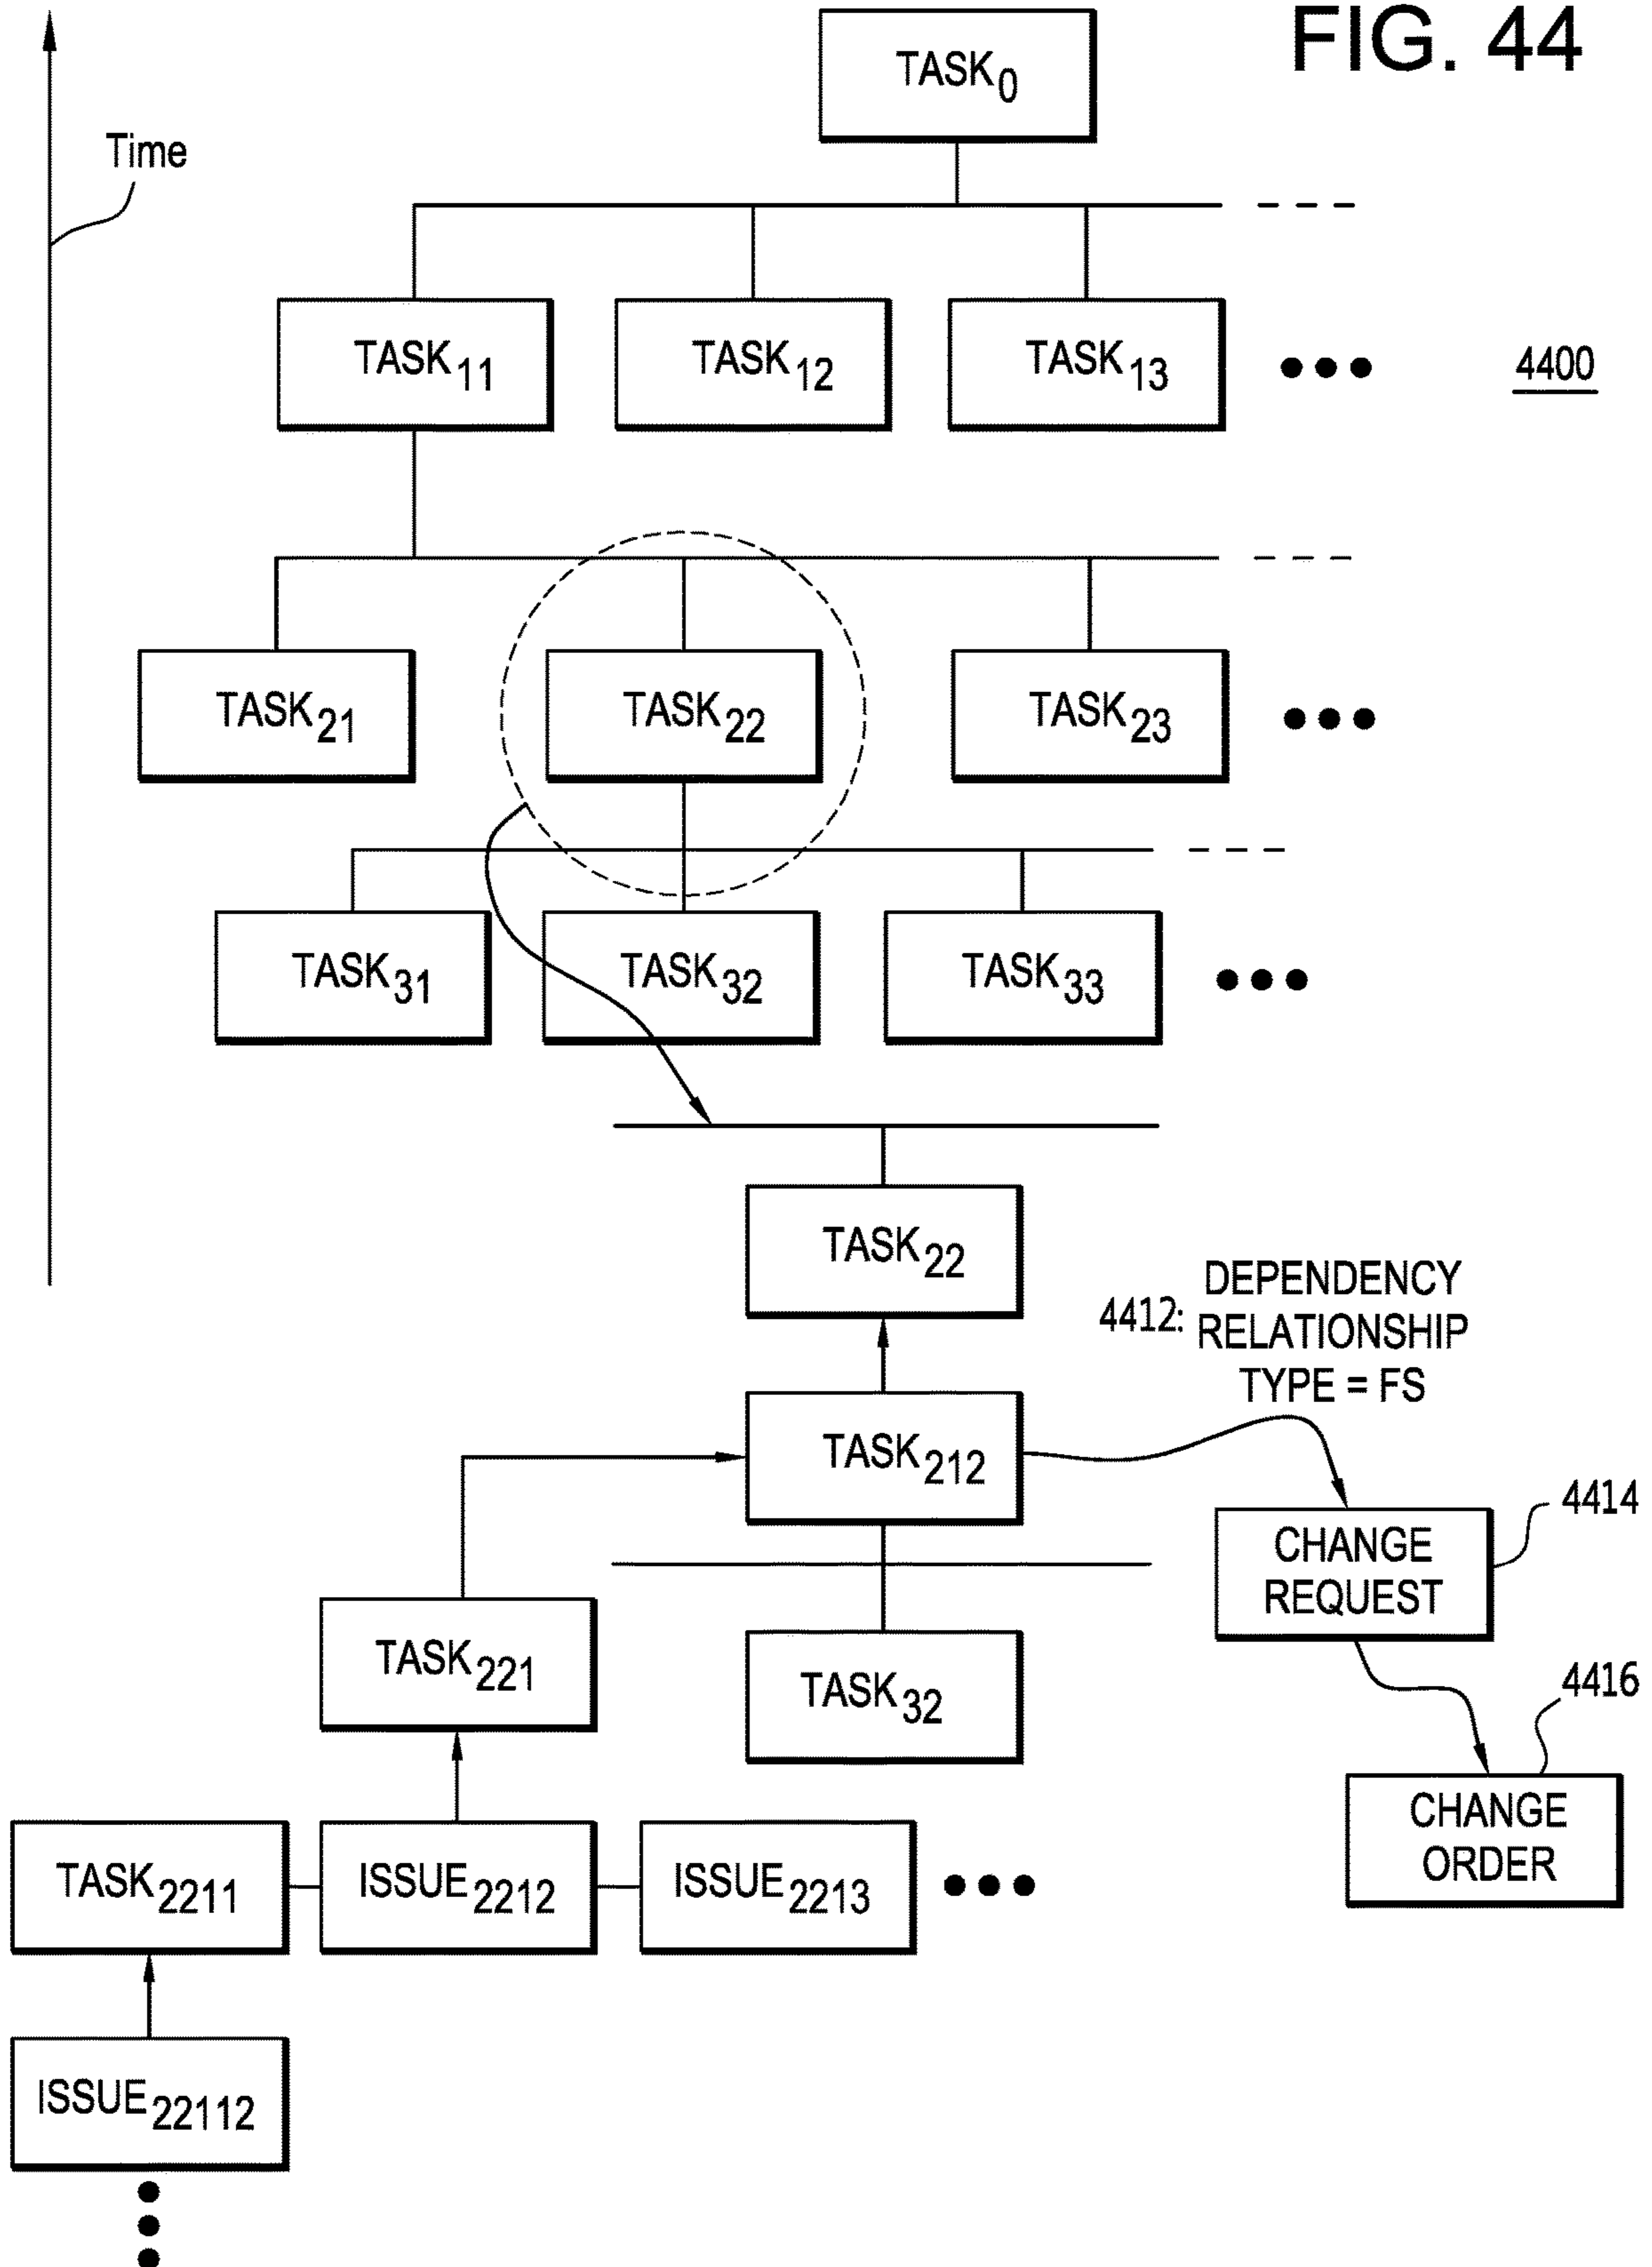 FIG. 44
TASK0
Time
TASK11
TASK12
TASK13
4400
TASK21
TASK22
TASK23
TASK31
TASK32
TASK33
TASK22
4412: DEPENDENCY
RELATIONSHIP
TYPE = FS
TASK212
4414
CHANGE
REQUEST
TASK221
TASK32
4416
CHANGE
ORDER
TASK2211
ISSUE2212
ISSUE2213
ISSUE22112